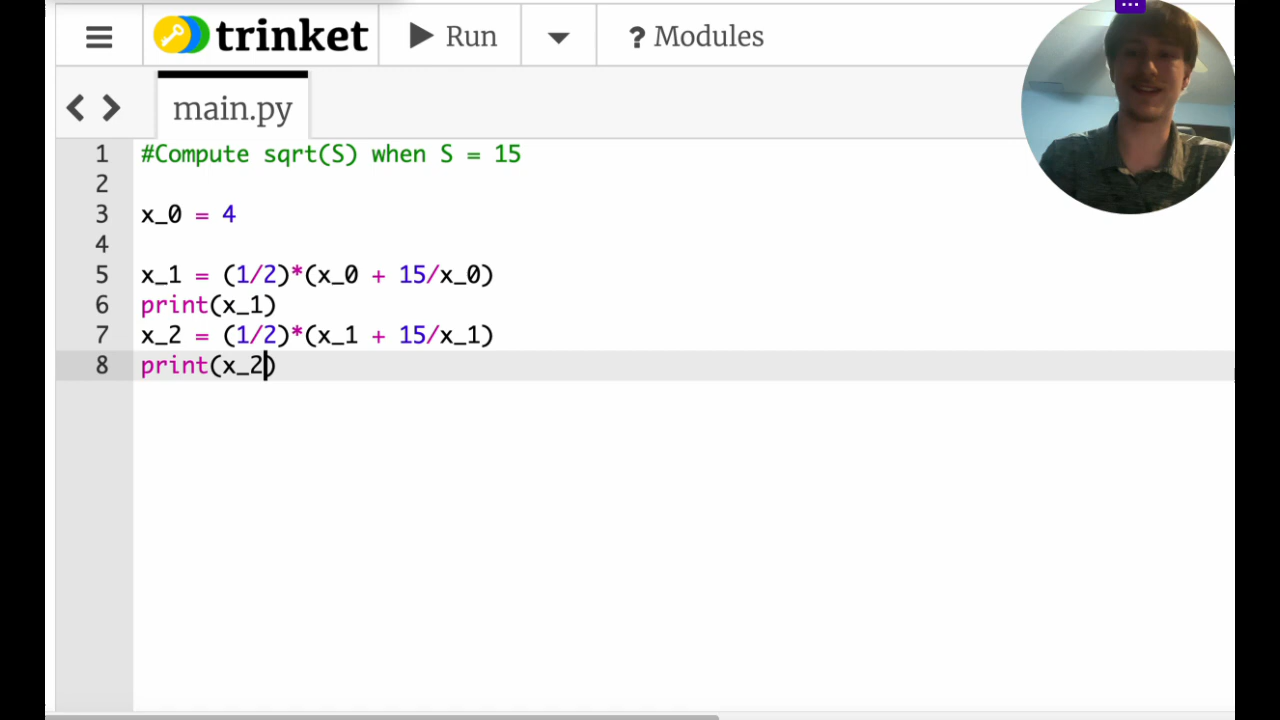 trinket Run ? Modules
main.py
1 #Compute sqrt(S) when S = 15
2
3 x_0 = 4
4
5 x_1 = (1/2)*(x_0 + 15/x_0)
6 print(x_1)
7 x_2 = (1/2)*(x_1 + 15/x_1)
8 print(x_2)